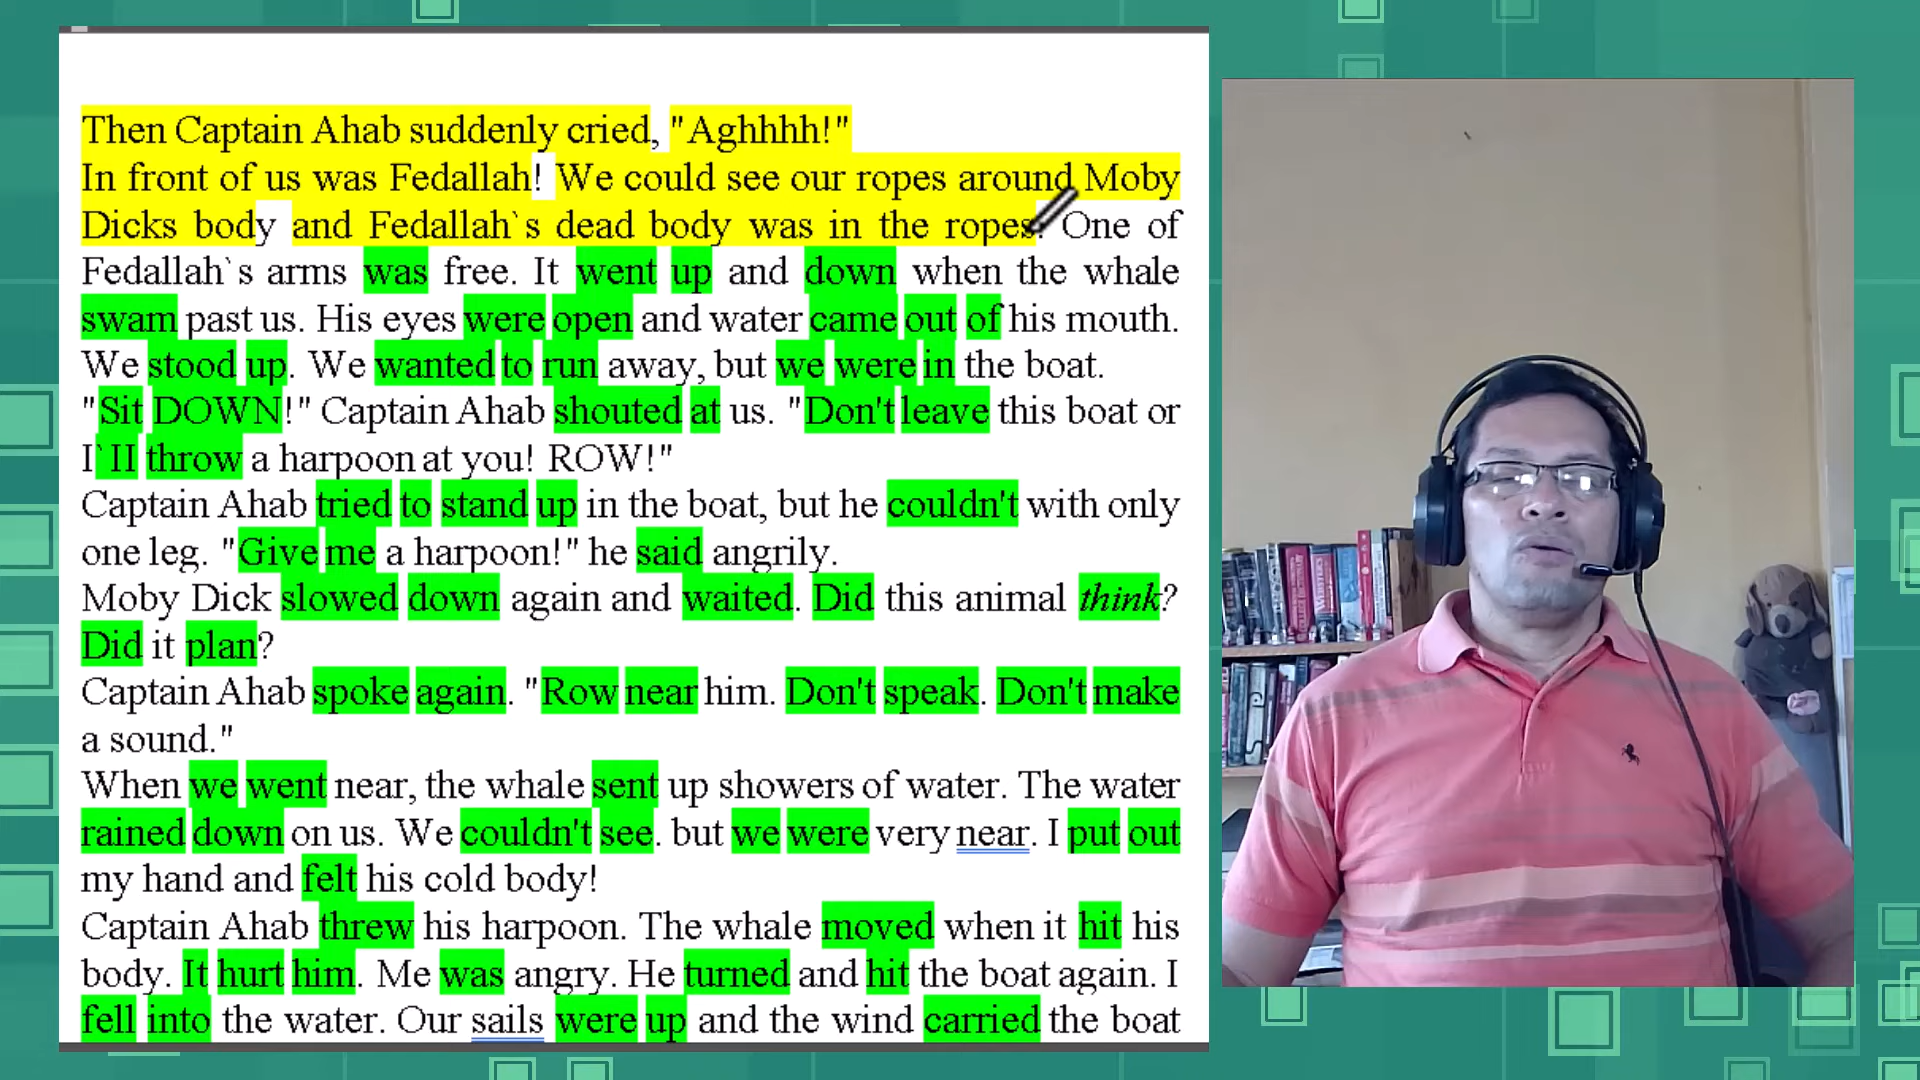 Then Captain Ahab suddenly cried, "Aghhhh!"
In front of us was Fedallah! We could see our ropes around Moby
Dicks body and Fedallah`s dead body was in the ropes. One of
Fedallah`s arms was free. It went up and down when the whale
swam past us. His eyes were open and water came out of his mouth.
We stood up. We wanted to run away, but we were in the boat.
"Sit DOWN!" Captain Ahab shouted at us. "Don't leave this boat or
I`II throw a harpoon at you! ROW!"
Captain Ahab tried to stand up in the boat, but he couldn't with only
one leg. "Give me a harpoon!" he said angrily.
Moby Dick slowed down again and waited. Did this animal think?
Did it plan?
Captain Ahab spoke again. "Row near him. Don't speak. Don't make
a sound."
When we went near, the whale sent up showers of water. The water
rained down on us. We couldn't see. but we were very near. I put out
my hand and felt his cold body!
Captain Ahab threw his harpoon. The whale moved when it hit his
body. It hurt him. Me was angry. He turned and hit the boat again. I
fell into the water. Our sails were up and the wind carried the boat